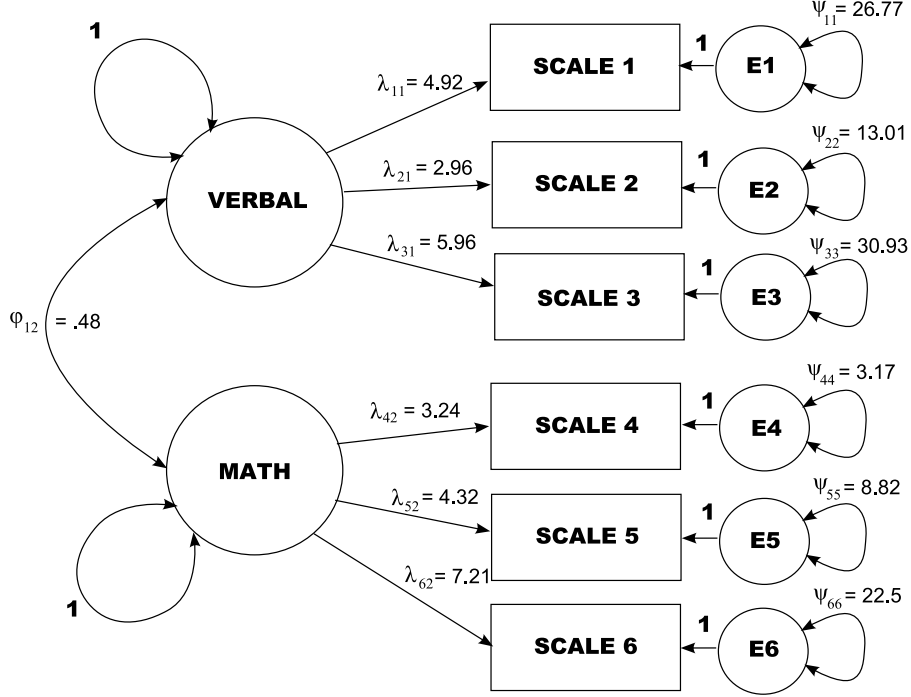 1
ψ11 = 26.77
λ11 = 4.92
SCALE 1
1
E1
VERBAL
λ21 = 2.96
SCALE 2
1
E2
ψ22 = 13.01
λ31 = 5.96
SCALE 3
1
E3
ψ33 = 30.93
φ12 = .48
MATH
λ42 = 3.24
SCALE 4
1
E4
ψ44 = 3.17
λ52 = 4.32
SCALE 5
1
E5
ψ55 = 8.82
1
λ62 = 7.21
SCALE 6
1
E6
ψ66 = 22.5